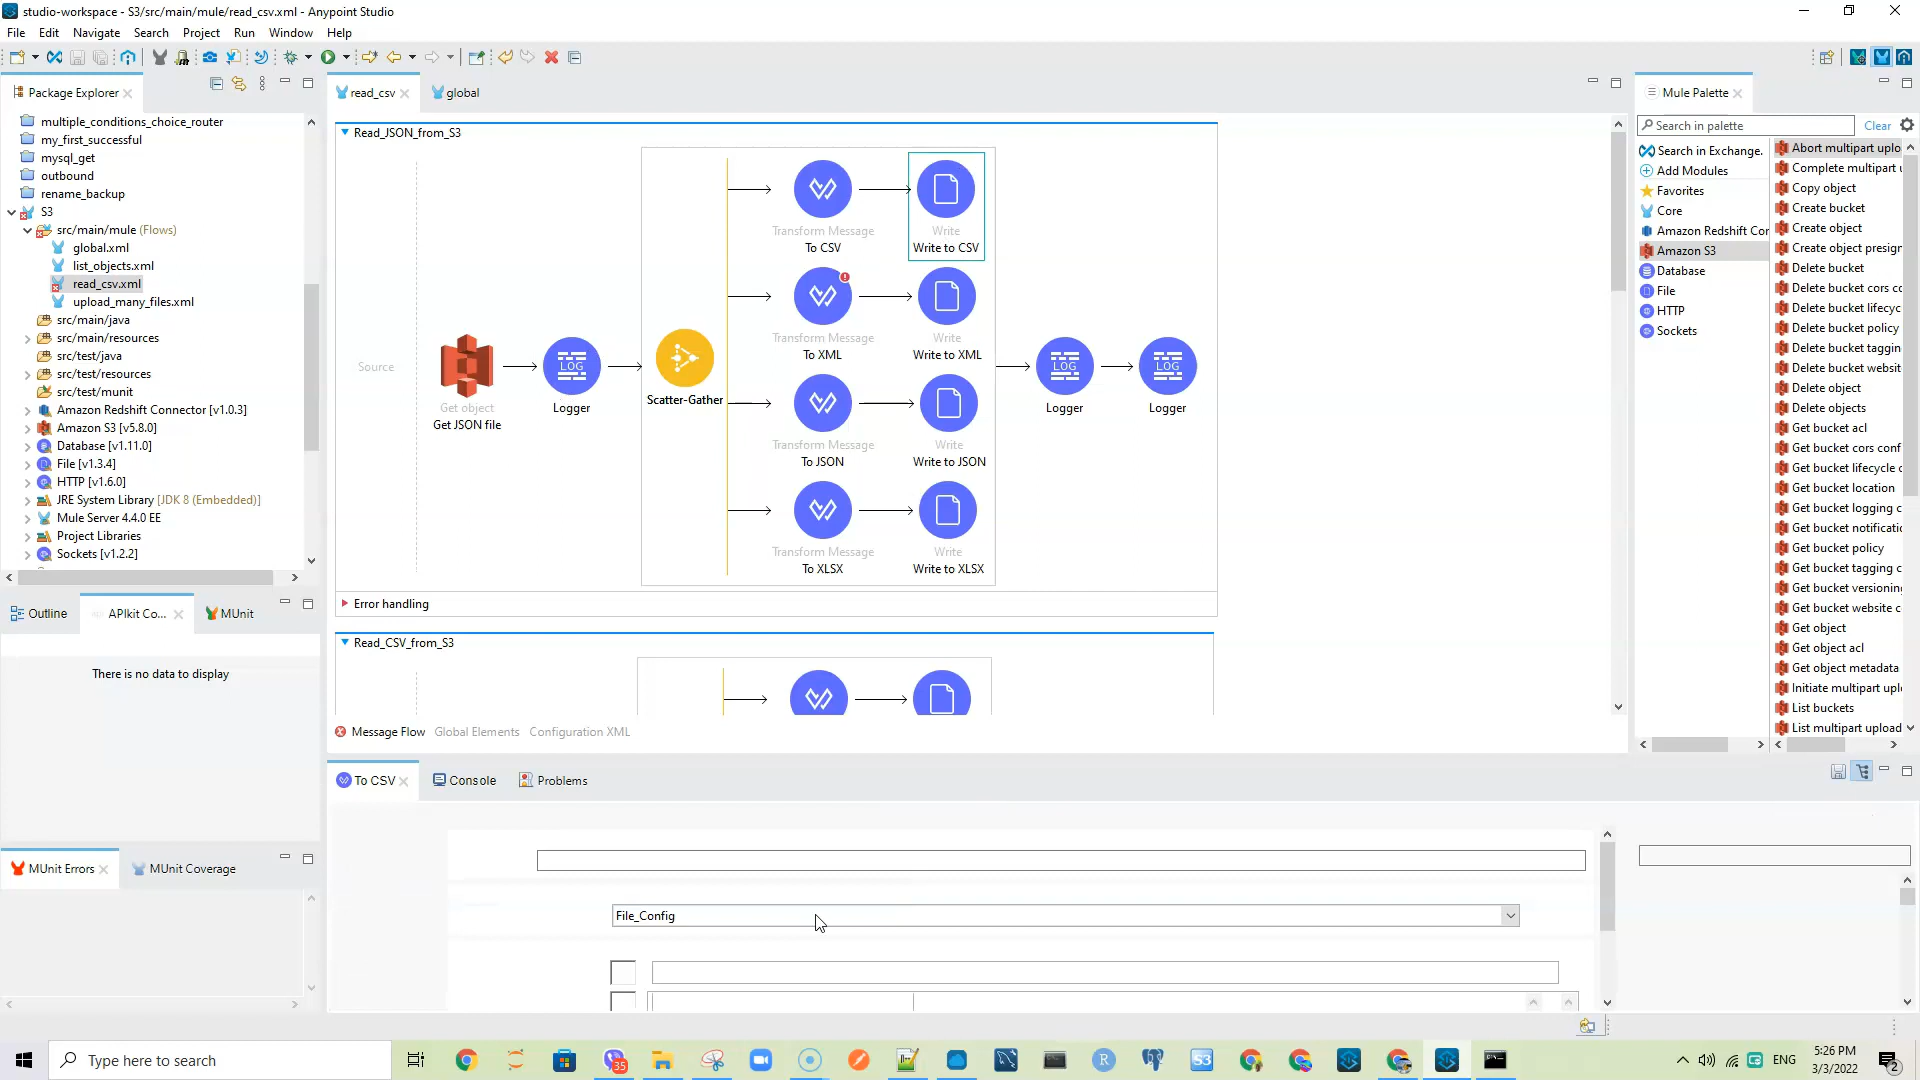 studio-workspace - S3/src/main/mule/read_csv.xml - Anypoint Studio
File Edit Navigate Search Project Run Window Help
Package Explorer
multiple_conditions_choice_router
my_first_successful
mysql_get
outbound
rename_backup
S3
src/main/mule (Flows)
global.xml
list_objects.xml
read_csv.xml
upload_many_files.xml
src/main/java
src/main/resources
src/test/java
src/test/resources
src/test/munit
Amazon Redshift Connector [v1.0.3]
Amazon S3 [v5.8.0]
Database [v1.11.0]
File [v1.3.4]
HTTP [v1.6.0]
JRE System Library [JDK 8 (Embedded)]
Mule Server 4.4.0 EE
Project Libraries
Sockets [v1.2.2]
Outline
APIkit Co...
MUnit
There is no data to display
MUnit Errors
MUnit Coverage
read_csv
global
Read_JSON_from_S3
Source
Get object
Get JSON file
LOG
Logger
Scatter-Gather
Transform Message
To CSV
Write
Write to CSV
Transform Message
To XML
Write
Write to XML
Transform Message
To JSON
Write
Write to JSON
Transform Message
To XLSX
Write
Write to XLSX
LOG
Logger
LOG
Logger
Error handling
Read_CSV_from_S3
Message Flow Global Elements Configuration XML
To CSV
Console
Problems
File_Config
Mule Palette
Search in palette
Clear
Search in Exchange.
Add Modules
Favorites
Core
Amazon Redshift Cor
Amazon S3
Database
File
HTTP
Sockets
Abort multipart uplo
Complete multipart u
Copy object
Create bucket
Create object
Create object presign
Delete bucket
Delete bucket cors co
Delete bucket lifecyc
Delete bucket policy
Delete bucket taggin
Delete bucket websit
Delete object
Delete objects
Get bucket acl
Get bucket cors conf
Get bucket lifecycle c
Get bucket location
Get bucket logging c
Get bucket notificatio
Get bucket policy
Get bucket tagging c
Get bucket versioning
Get bucket website c
Get object
Get object acl
Get object metadata
Initiate multipart uplo
List buckets
List multipart upload
Type here to search
35
R
S3
ENG
5:26 PM
3/3/2022
2